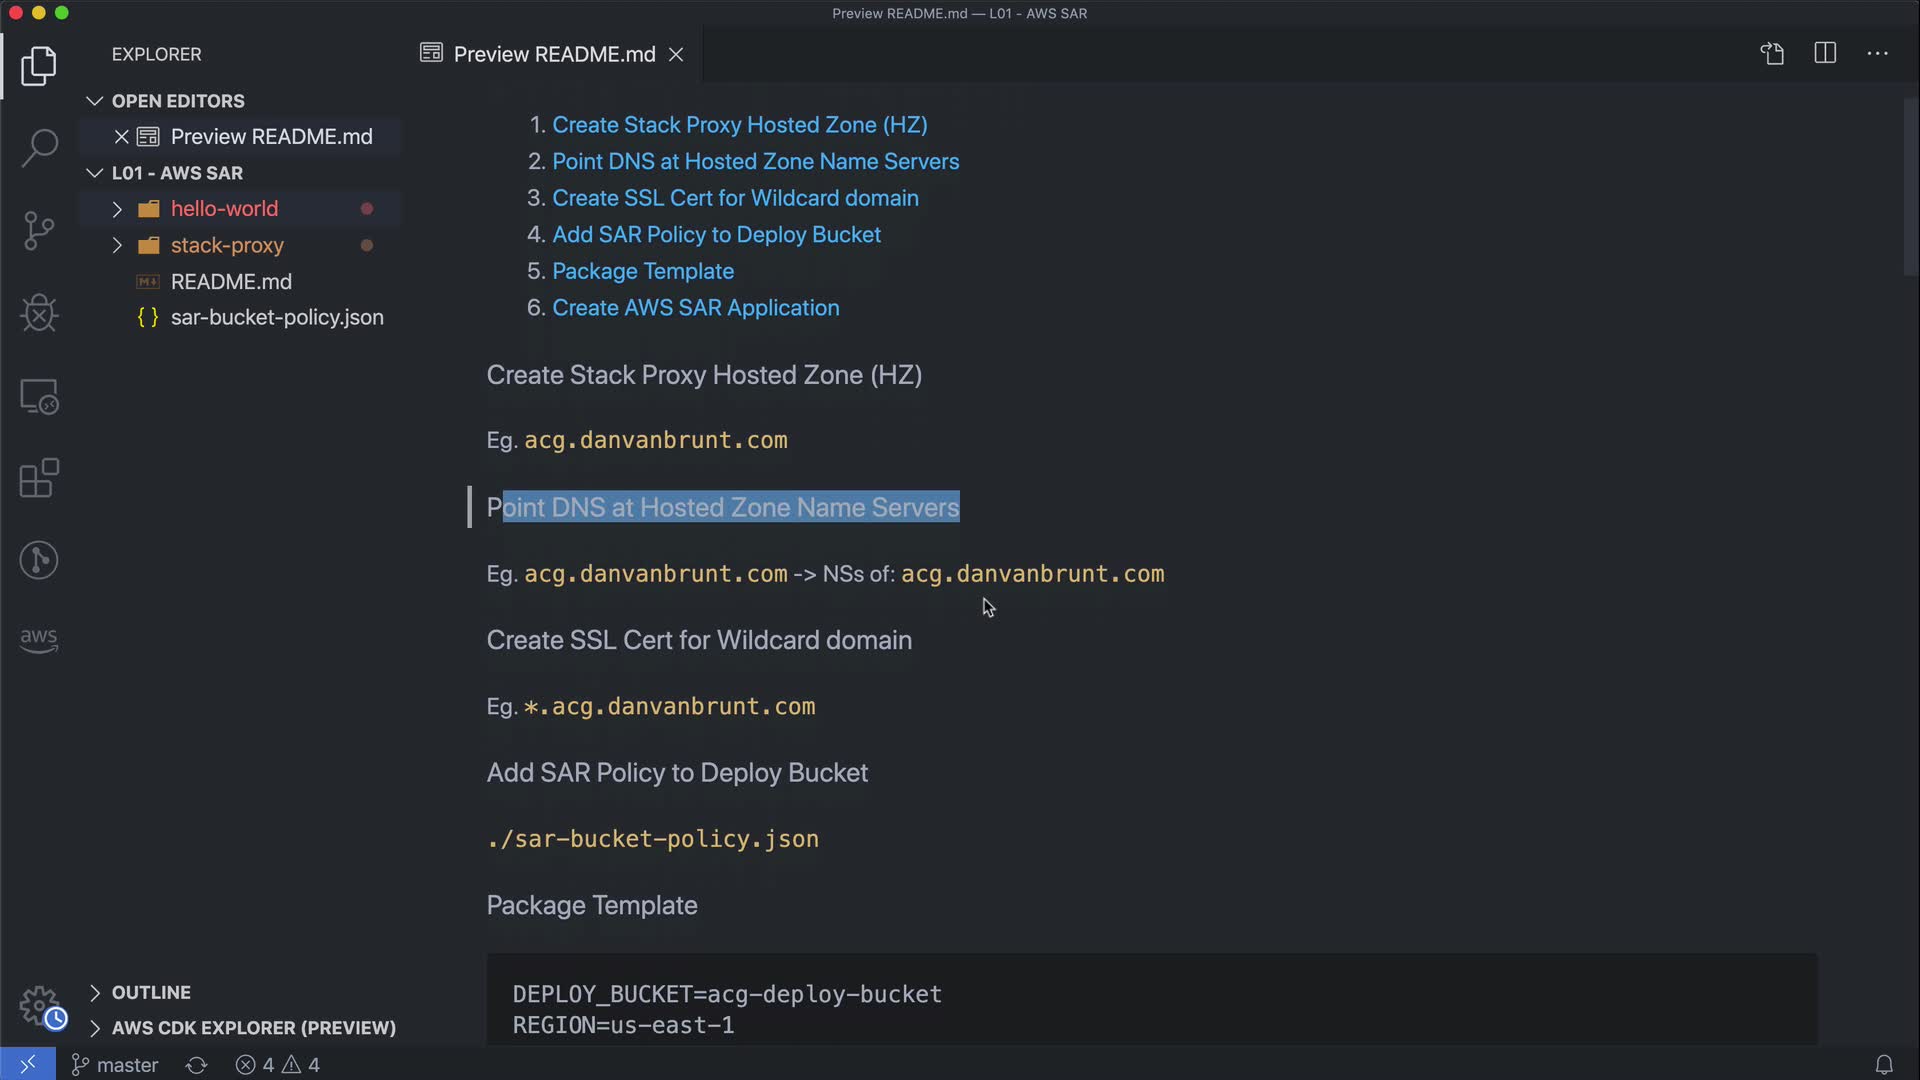 Preview README.md — L01 - AWS SAR
EXPLORER
Preview README.md
OPEN EDITORS
Preview README.md
L01 - AWS SAR
hello-world
stack-proxy
README.md
{ } sar-bucket-policy.json
aws
OUTLINE
AWS CDK EXPLORER (PREVIEW)
1. Create Stack Proxy Hosted Zone (HZ)
2. Point DNS at Hosted Zone Name Servers
3. Create SSL Cert for Wildcard domain
4. Add SAR Policy to Deploy Bucket
5. Package Template
6. Create AWS SAR Application
Create Stack Proxy Hosted Zone (HZ)
Eg. acg.danvanbrunt.com
Point DNS at Hosted Zone Name Servers
Eg. acg.danvanbrunt.com -> NSs of: acg.danvanbrunt.com
Create SSL Cert for Wildcard domain
Eg. *.acg.danvanbrunt.com
Add SAR Policy to Deploy Bucket
./sar-bucket-policy.json
Package Template
DEPLOY_BUCKET=acg-deploy-bucket
REGION=us-east-1
master 4 4